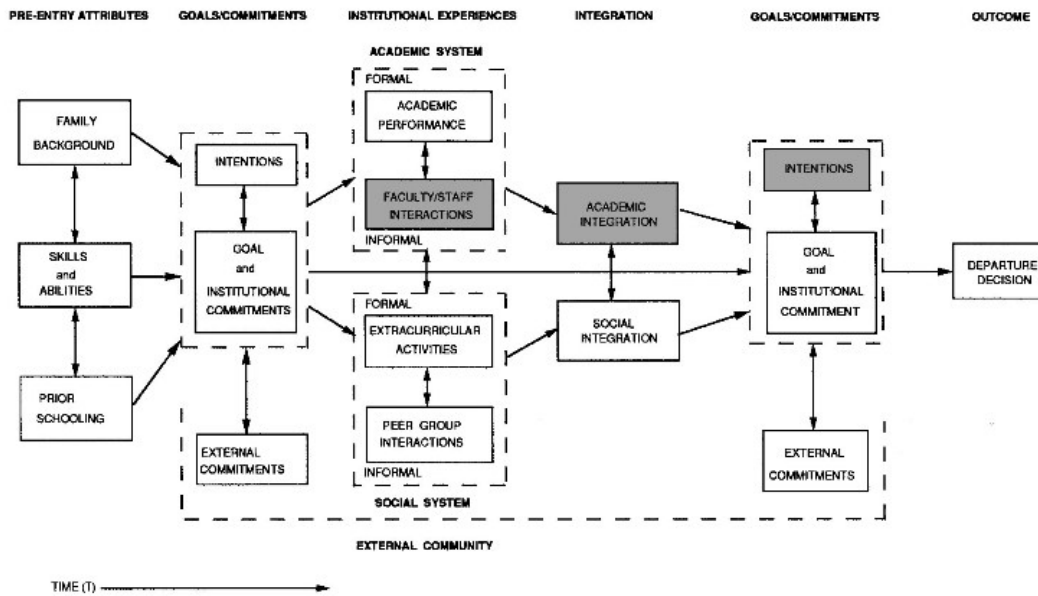 PRE-ENTRY ATTRIBUTES
GOALS/COMMITMENTS
INSTITUTIONAL EXPERIENCES
INTEGRATION
GOALS/COMMITMENTS
OUTCOME
ACADEMIC SYSTEM
FORMAL
ACADEMIC
PERFORMANCE
FACULTY/STAFF
INTERACTIONS
INFORMAL
FAMILY
BACKGROUND
SKILLS
and
ABILITIES
PRIOR
SCHOOLING
INTENTIONS
GOAL
and
INSTITUTIONAL
COMMITMENTS
EXTERNAL
COMMITMENTS
FORMAL
EXTRACURRICULAR
ACTIVITIES
PEER GROUP
INTERACTIONS
INFORMAL
SOCIAL SYSTEM
ACADEMIC
INTEGRATION
SOCIAL
INTEGRATION
INTENTIONS
GOAL
and
INSTITUTIONAL
COMMITMENT
EXTERNAL
COMMITMENTS
DEPARTURE
DECISION
EXTERNAL COMMUNITY
TIME (T)